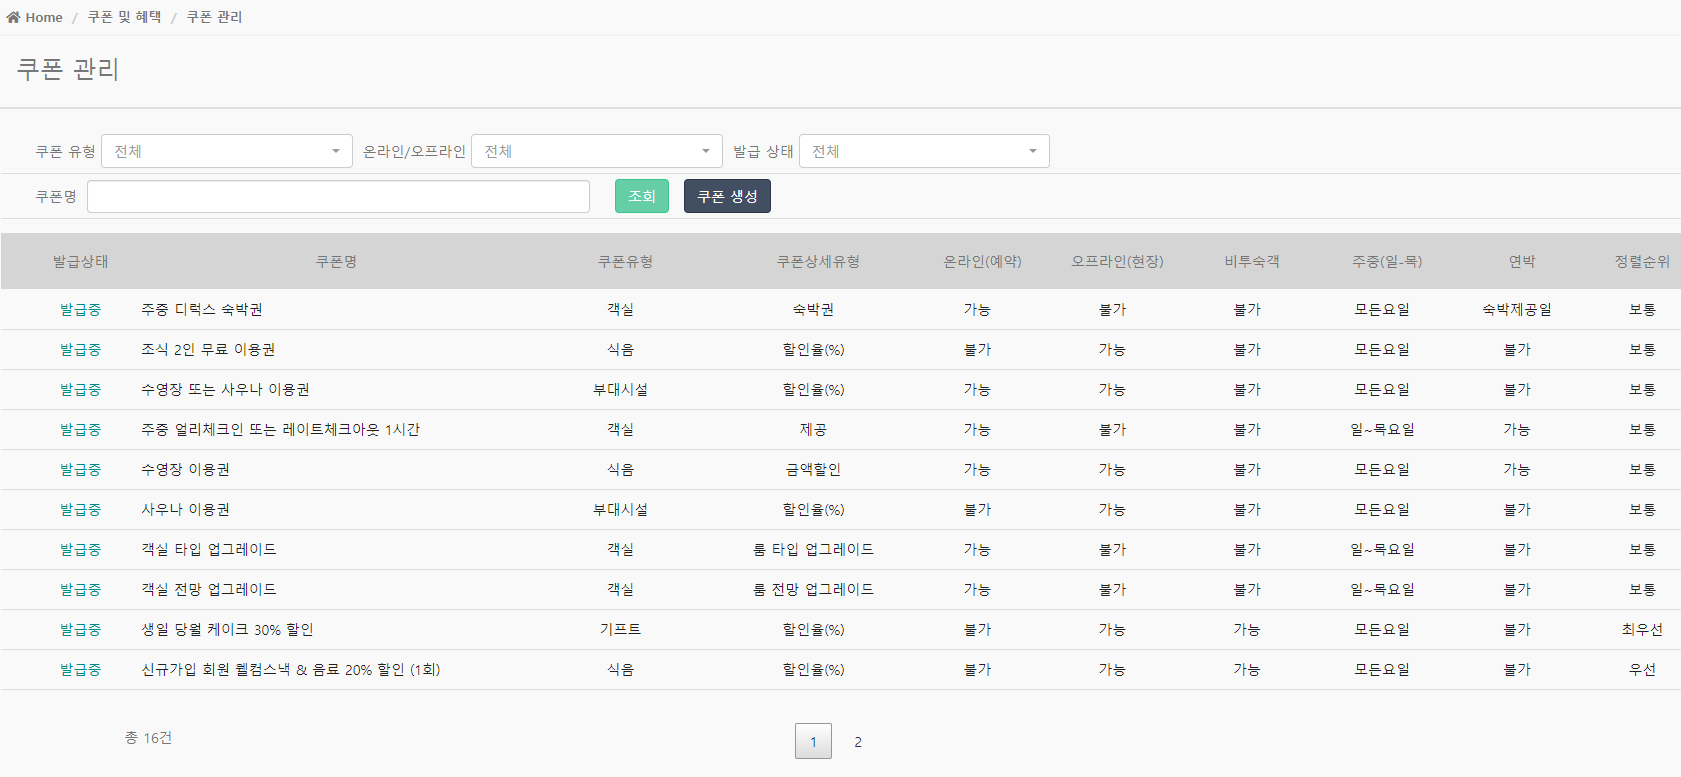 Home / 쿠폰 및 혜택 / 쿠폰 관리
쿠폰 관리
쿠폰 유형 전체 온라인/오프라인 전체 발급 상태 전체
쿠폰명 조회 쿠폰 생성
발급상태 쿠폰명 쿠폰유형 쿠폰상세유형 온라인(예약) 오프라인(현장) 비투숙객 주중(일-목) 연박 정렬순위
발급중 주중 디럭스 숙박권 객실 숙박권 가능 불가 불가 모든요일 숙박제공일 보통
발급중 조식 2인 무료 이용권 식음 할인율(%) 불가 가능 불가 모든요일 불가 보통
발급중 수영장 또는 사우나 이용권 부대시설 할인율(%) 가능 가능 불가 모든요일 불가 보통
발급중 주중 얼리체크인 또는 레이트체크아웃 1시간 객실 제공 가능 불가 불가 일~목요일 가능 보통
발급중 수영장 이용권 식음 금액할인 가능 가능 불가 모든요일 가능 보통
발급중 사우나 이용권 부대시설 할인율(%) 불가 가능 불가 모든요일 불가 보통
발급중 객실 타입 업그레이드 객실 룸 타입 업그레이드 가능 불가 불가 일~목요일 불가 보통
발급중 객실 전망 업그레이드 객실 룸 전망 업그레이드 가능 불가 불가 일~목요일 불가 보통
발급중 생일 당월 케이크 30% 할인 기프트 할인율(%) 불가 가능 가능 모든요일 불가 최우선
발급중 신규가입 회원 웰컴스낵 & 음료 20% 할인 (1회) 식음 할인율(%) 불가 가능 가능 모든요일 불가 우선
총 16건 1 2